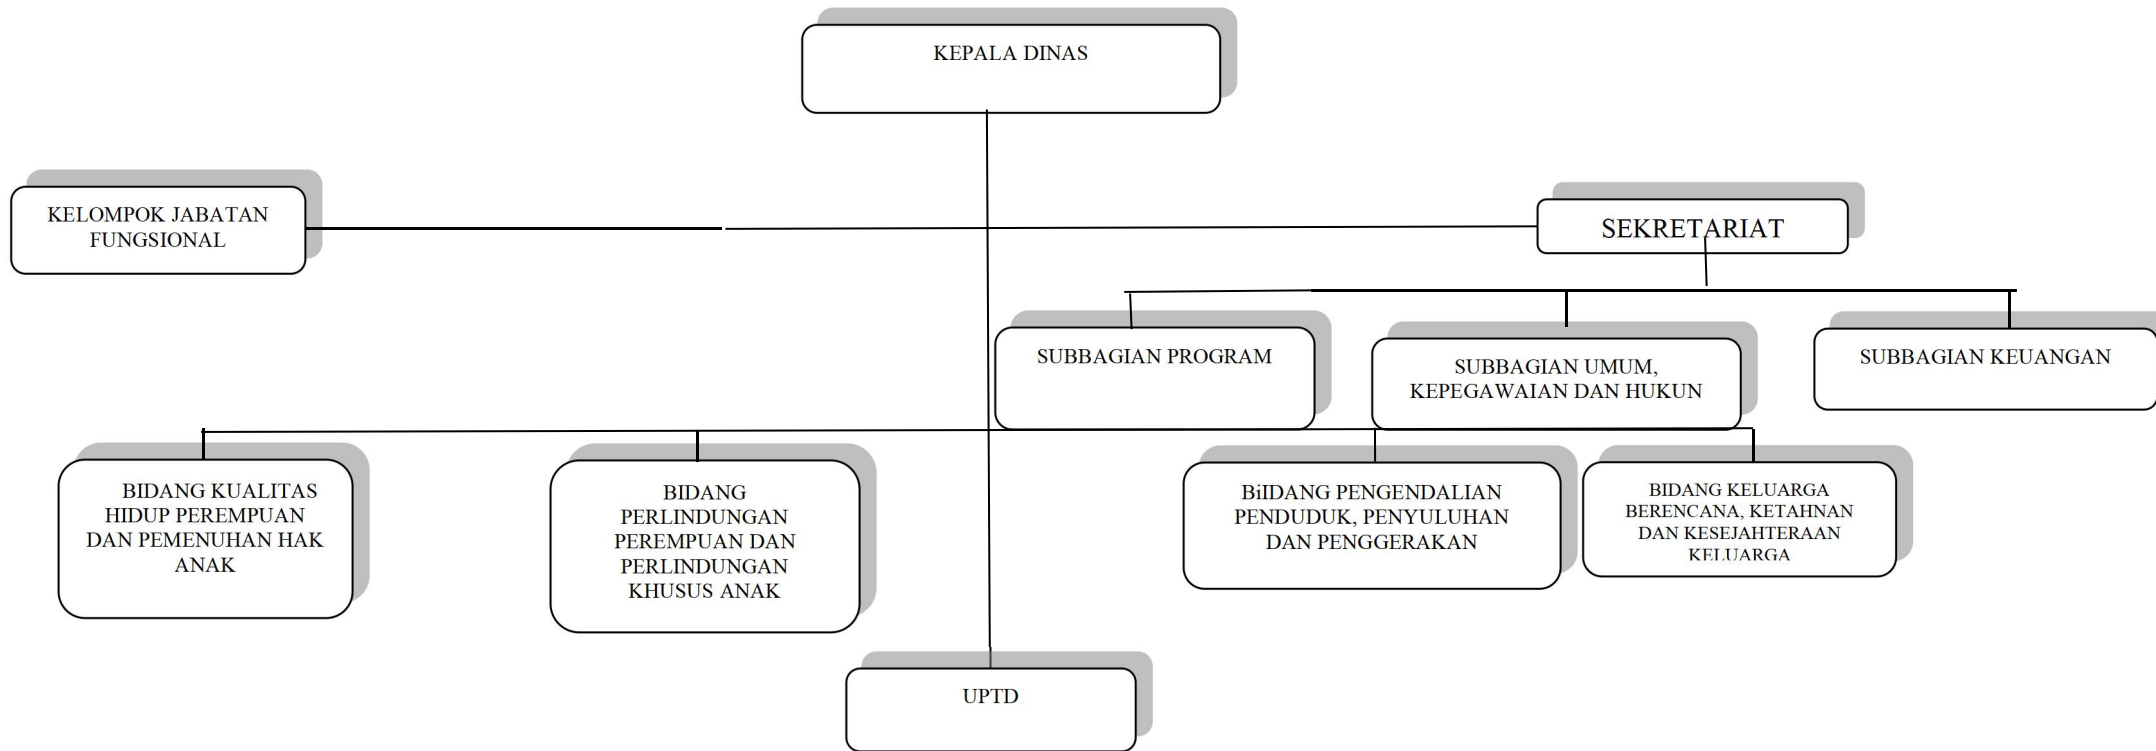 KEPALA DINAS
KELOMPOK JABATAN
FUNGSIONAL
SEKRETARIAT
SUBBAGIAN PROGRAM
SUBBAGIAN UMUM,
KEPEGAWAIAN DAN HUKUN
SUBBAGIAN KEUANGAN
BIDANG KUALITAS
HIDUP PEREMPUAN
DAN PEMENUHAN HAK
ANAK
BIDANG
PERLINDUNGAN
PEREMPUAN DAN
PERLINDUNGAN
KHUSUS ANAK
BiIDANG PENGENDALIAN
PENDUDUK, PENYULUHAN
DAN PENGGERAKAN
BIDANG KELUARGA
BERENCANA, KETAHNAN
DAN KESEJAHTERAAN
KELUARGA
UPTD